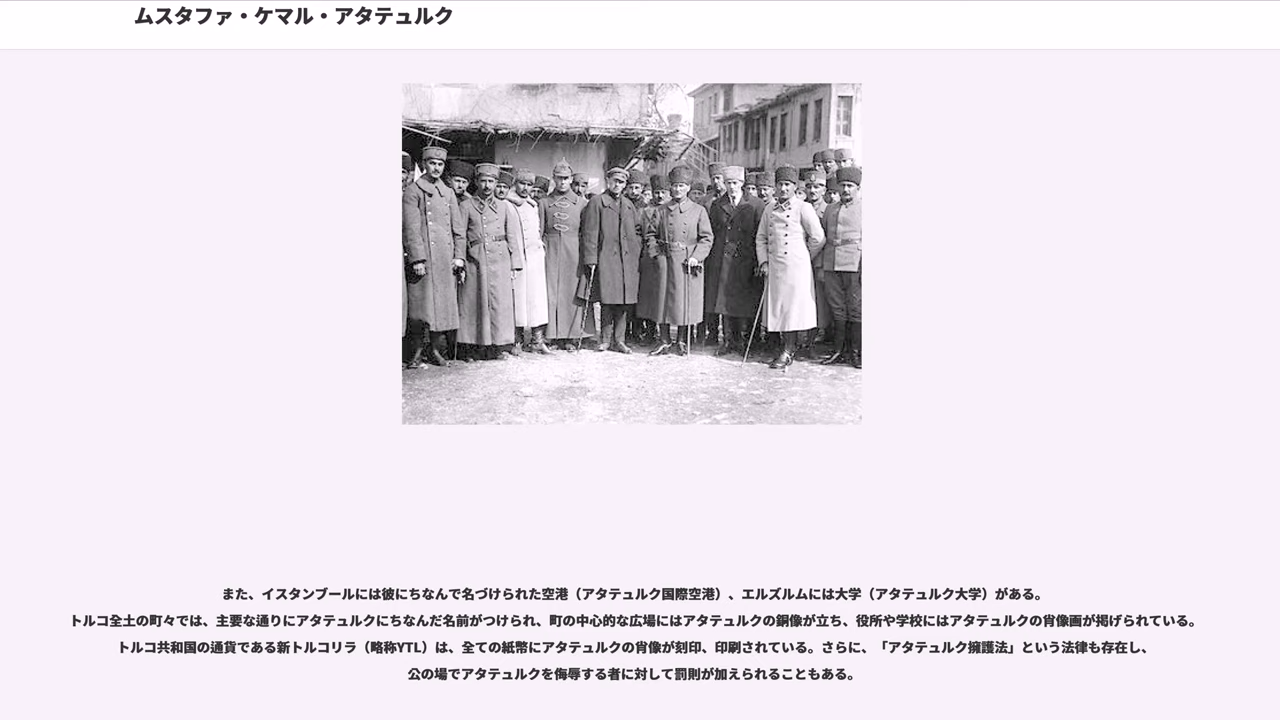 ムスタファ・ケマル・アタテュルク
また、イスタンブールには彼にちなんで名づけられた空港（アタテュルク国際空港）、エルズルムには大学（アタテュルク大学）がある。
トルコ全土の町々では、主要な通りにアタテュルクにちなんだ名前がつけられ、町の中心的な広場にはアタテュルクの銅像が立ち、役所や学校にはアタテュルクの肖像画が掲げられている。
トルコ共和国の通貨である新トルコリラ（略称YTL）は、全ての紙幣にアタテュルクの肖像が刻印、印刷されている。さらに、「アタテュルク擁護法」という法律も存在し、
公の場でアタテュルクを侮辱する者に対して罰則が加えられることもある。